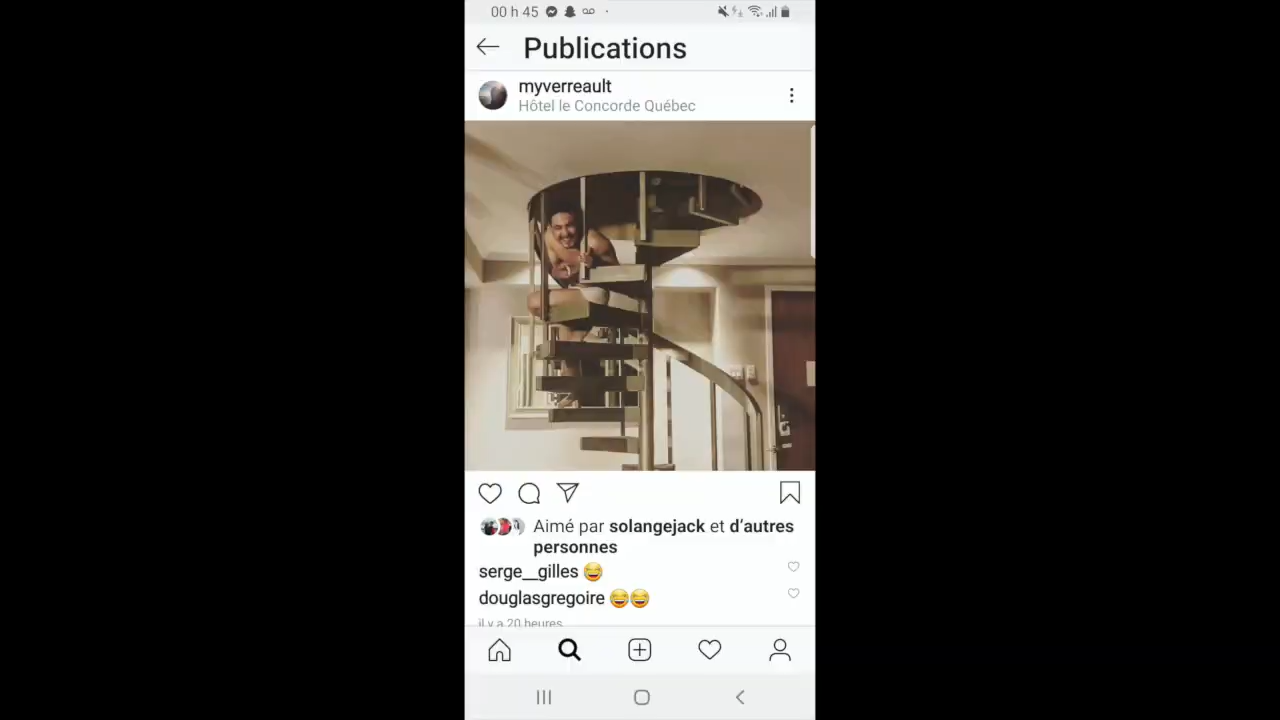 00 h 45
Publications
myverreault
Hôtel le Concorde Québec
Aimé par solangejack et d'autres
personnes
serge__gilles 😂
douglasgregoire 😂😂
il y a 20 heures